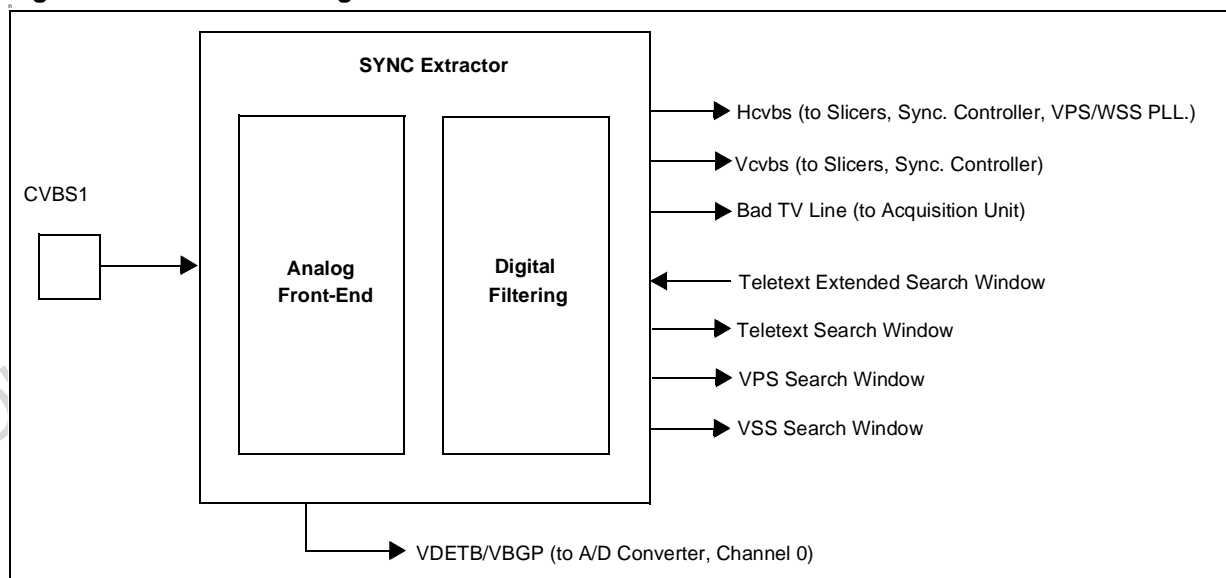 SYNC Extractor
CVBS1
Analog
Front-End
Digital
Filtering
Hcvbs (to Slicers, Sync. Controller, VPS/WSS PLL.)
Vcvbs (to Slicers, Sync. Controller)
Bad TV Line (to Acquisition Unit)
Teletext Extended Search Window
Teletext Search Window
VPS Search Window
VSS Search Window
VDETB/VBGP (to A/D Converter, Channel 0)